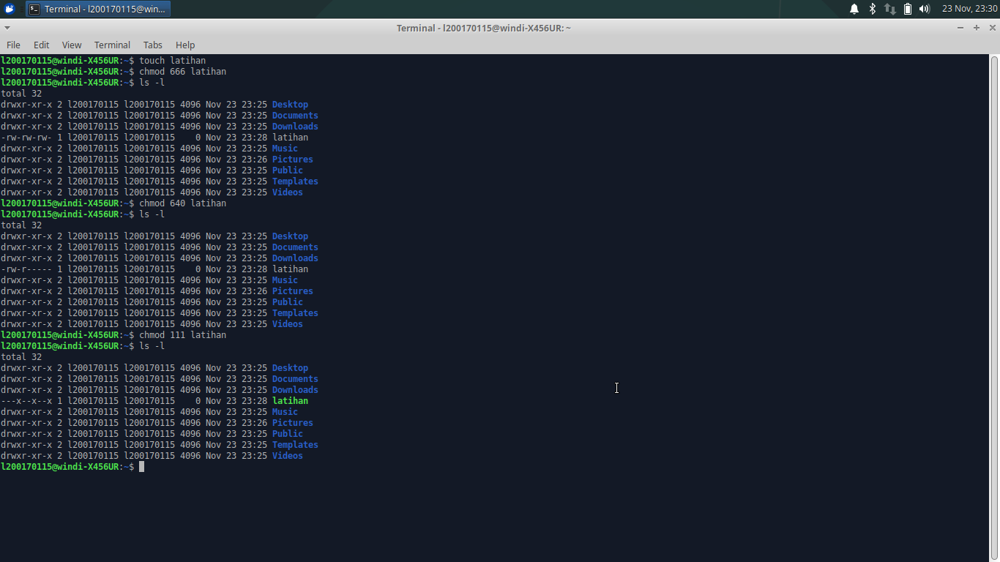 Terminal - l200170115@win...
23 Nov, 23:30
Terminal - l200170115@windi-X456UR: ~
File Edit View Terminal Tabs Help
l200170115@windi-X456UR:~$ touch latihan
l200170115@windi-X456UR:~$ chmod 666 latihan
l200170115@windi-X456UR:~$ ls -l
total 32
drwxr-xr-x 2 l200170115 l200170115 4096 Nov 23 23:25 Desktop
drwxr-xr-x 2 l200170115 l200170115 4096 Nov 23 23:25 Documents
drwxr-xr-x 2 l200170115 l200170115 4096 Nov 23 23:25 Downloads
-rw-rw-rw- 1 l200170115 l200170115    0 Nov 23 23:28 latihan
drwxr-xr-x 2 l200170115 l200170115 4096 Nov 23 23:25 Music
drwxr-xr-x 2 l200170115 l200170115 4096 Nov 23 23:26 Pictures
drwxr-xr-x 2 l200170115 l200170115 4096 Nov 23 23:25 Public
drwxr-xr-x 2 l200170115 l200170115 4096 Nov 23 23:25 Templates
drwxr-xr-x 2 l200170115 l200170115 4096 Nov 23 23:25 Videos
l200170115@windi-X456UR:~$ chmod 640 latihan
l200170115@windi-X456UR:~$ ls -l
total 32
drwxr-xr-x 2 l200170115 l200170115 4096 Nov 23 23:25 Desktop
drwxr-xr-x 2 l200170115 l200170115 4096 Nov 23 23:25 Documents
drwxr-xr-x 2 l200170115 l200170115 4096 Nov 23 23:25 Downloads
-rw-r----- 1 l200170115 l200170115    0 Nov 23 23:28 latihan
drwxr-xr-x 2 l200170115 l200170115 4096 Nov 23 23:25 Music
drwxr-xr-x 2 l200170115 l200170115 4096 Nov 23 23:26 Pictures
drwxr-xr-x 2 l200170115 l200170115 4096 Nov 23 23:25 Public
drwxr-xr-x 2 l200170115 l200170115 4096 Nov 23 23:25 Templates
drwxr-xr-x 2 l200170115 l200170115 4096 Nov 23 23:25 Videos
l200170115@windi-X456UR:~$ chmod 111 latihan
l200170115@windi-X456UR:~$ ls -l
total 32
drwxr-xr-x 2 l200170115 l200170115 4096 Nov 23 23:25 Desktop
drwxr-xr-x 2 l200170115 l200170115 4096 Nov 23 23:25 Documents
drwxr-xr-x 2 l200170115 l200170115 4096 Nov 23 23:25 Downloads
---x--x--x 1 l200170115 l200170115    0 Nov 23 23:28 latihan
drwxr-xr-x 2 l200170115 l200170115 4096 Nov 23 23:25 Music
drwxr-xr-x 2 l200170115 l200170115 4096 Nov 23 23:26 Pictures
drwxr-xr-x 2 l200170115 l200170115 4096 Nov 23 23:25 Public
drwxr-xr-x 2 l200170115 l200170115 4096 Nov 23 23:25 Templates
drwxr-xr-x 2 l200170115 l200170115 4096 Nov 23 23:25 Videos
l200170115@windi-X456UR:~$